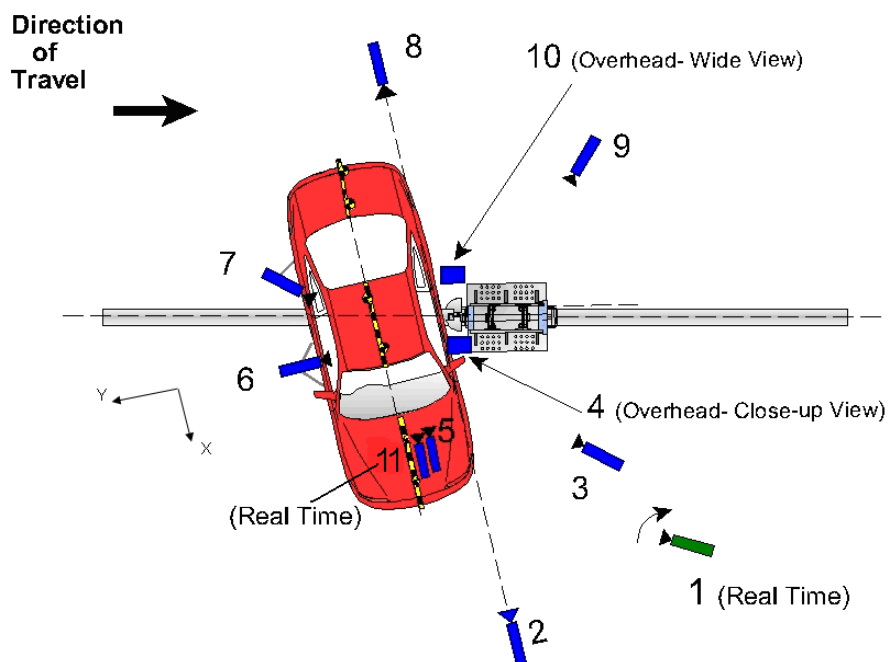 Direction
of
Travel
8
10 (Overhead- Wide View)
9
7
6
Y
X
4 (Overhead- Close-up View)
5
11
3
(Real Time)
1 (Real Time)
2